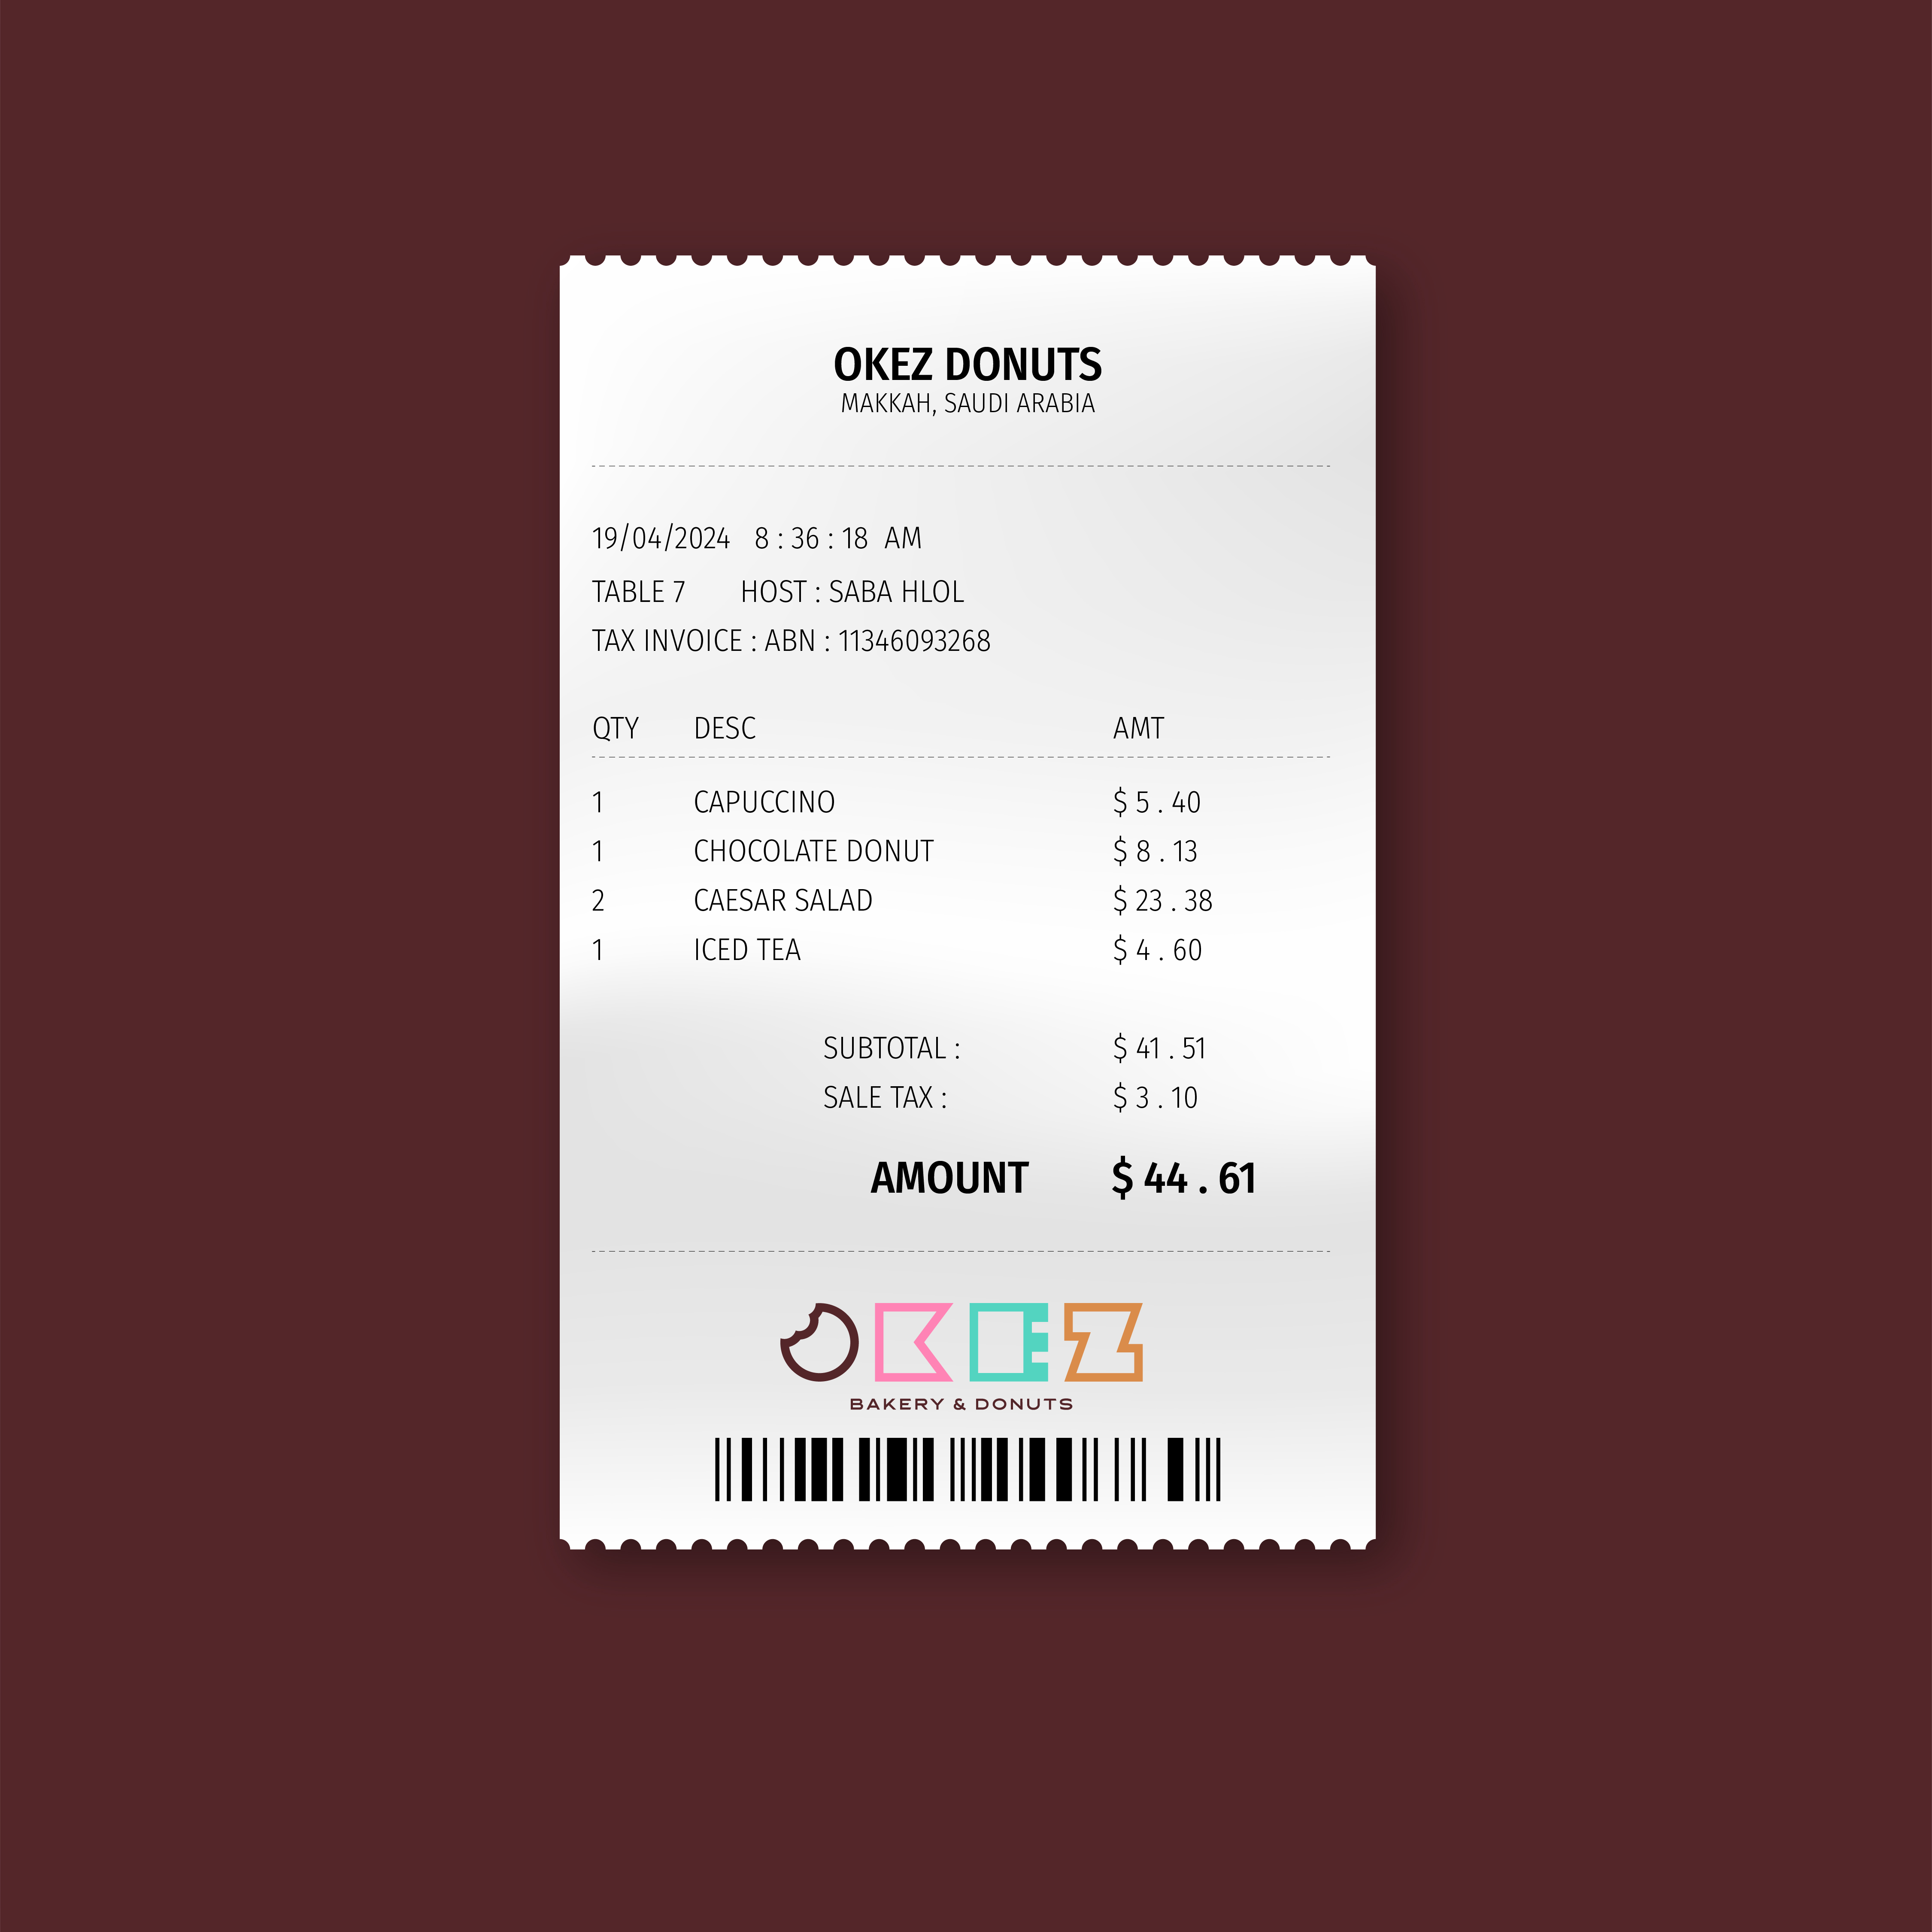 OKEZ DONUTS
MAKKAH, SAUDI ARABIA
19/04/2024 8 : 36 : 18 AM
TABLE 7 HOST : SABA HLOL
TAX INVOICE : ABN : 11346093268
QTY DESC AMT
1 CAPUCCINO $ 5 . 40
1 CHOCOLATE DONUT $ 8 . 13
2 CAESAR SALAD $ 23 . 38
1 ICED TEA $ 4 . 60
SUBTOTAL : $ 41 . 51
SALE TAX : $ 3 . 10
AMOUNT $ 44 . 61
OKEZ
BAKERY & DONUTS